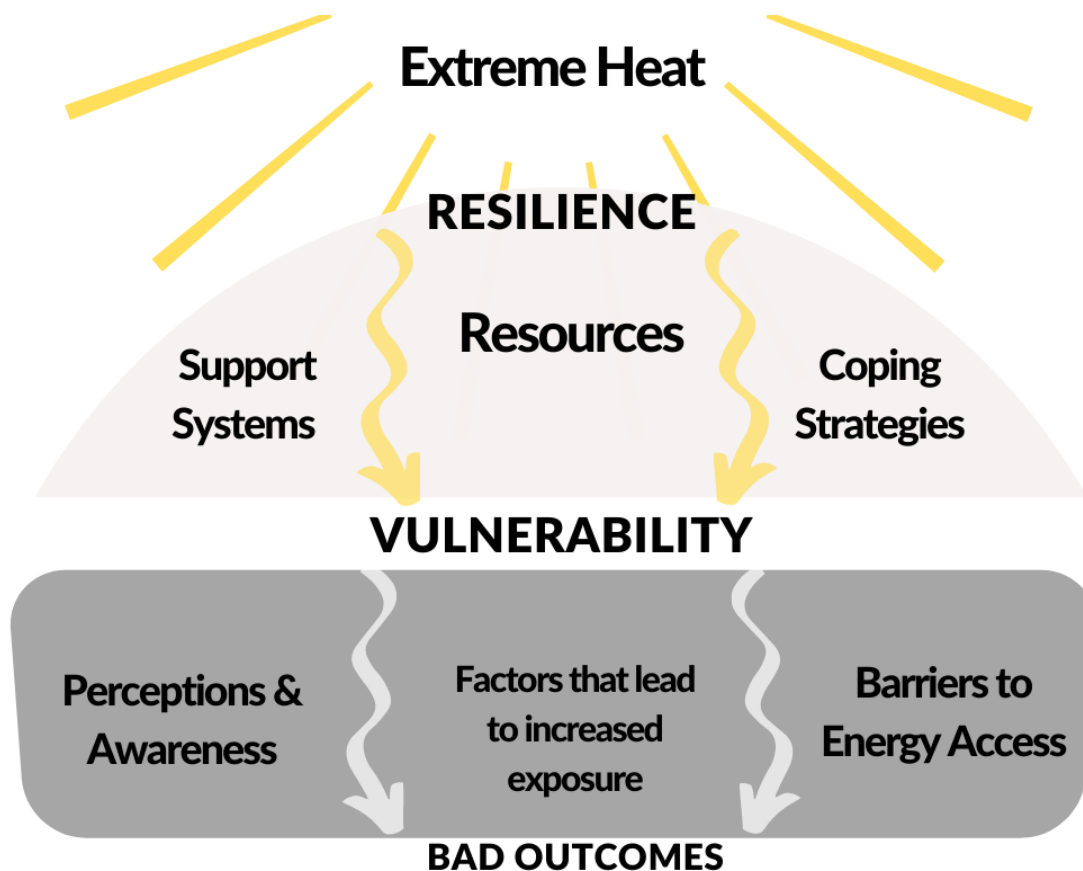 Extreme Heat
RESILIENCE
Resources
Support
Systems
Coping
Strategies
VULNERABILITY
Perceptions &
Awareness
Factors that lead
to increased
exposure
Barriers to
Energy Access
BAD OUTCOMES